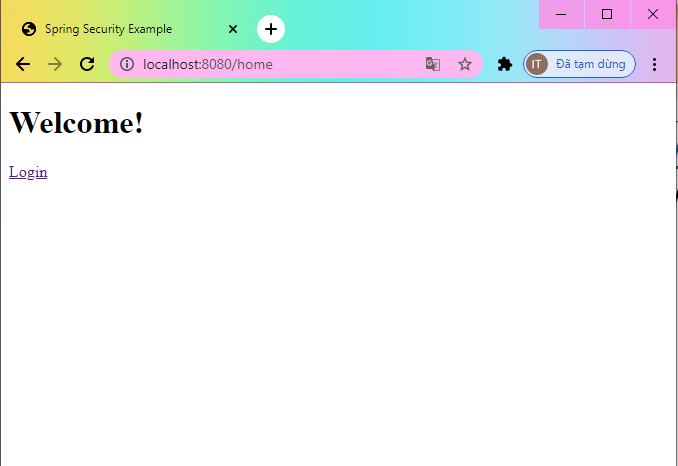 Spring Security Example
localhost:8080/home
IT Đã tạm dừng
Welcome!
Login